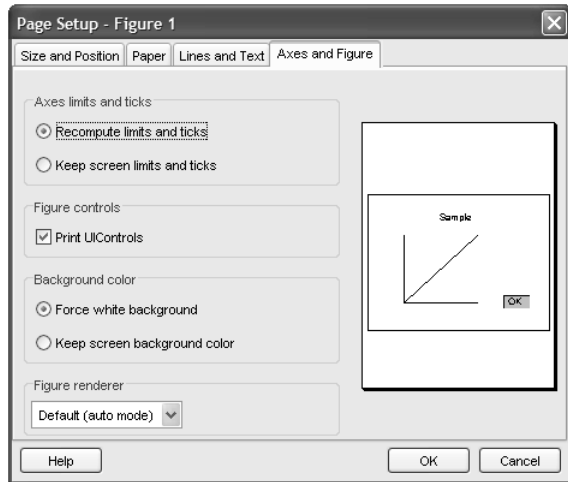 Page Setup - Figure 1
Size and Position Paper Lines and Text Axes and Figure
Axes limits and ticks
Recompute limits and ticks
Keep screen limits and ticks
Figure controls
Print UIControls
Background color
Force white background
Keep screen background color
Figure renderer
Default (auto mode)
Sample
OK
Help OK Cancel